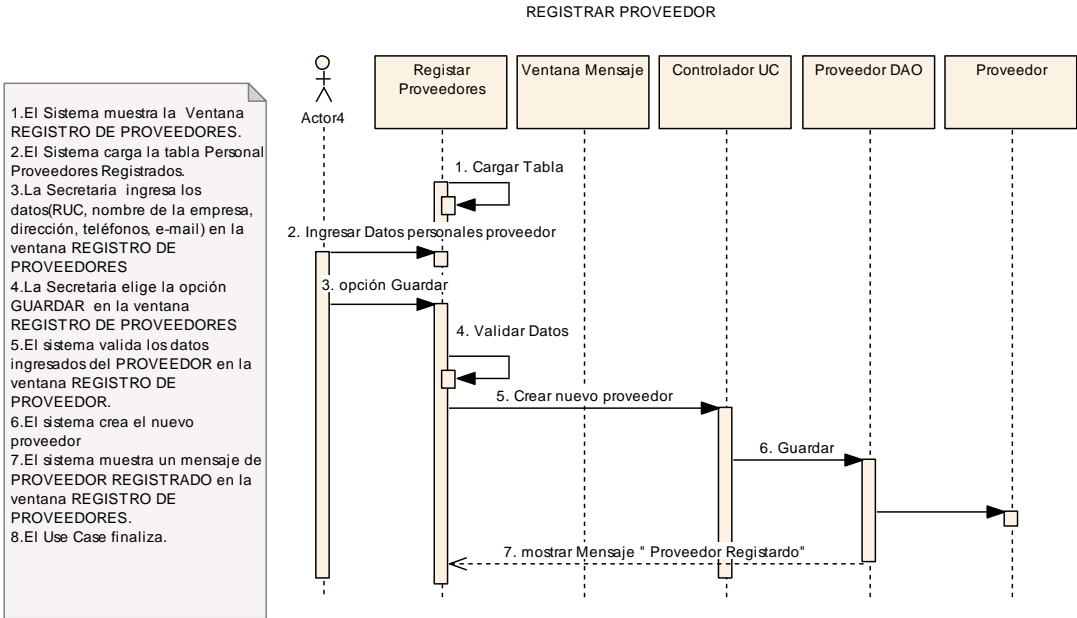 REGISTRAR PROVEEDOR
1.El Sistema muestra la  Ventana
REGISTRO DE PROVEEDORES.
2.El Sistema carga la tabla Personal
Proveedores Registrados.
3.La Secretaria  ingresa los
datos(RUC, nombre de la empresa,
dirección, teléfonos, e-mail) en la
ventana REGISTRO DE
PROVEEDORES
4.La Secretaria elige la opción
GUARDAR  en la ventana
REGISTRO DE PROVEEDORES
5.El sistema valida los datos
ingresados del PROVEEDOR en la
ventana REGISTRO DE
PROVEEDOR.
6.El sistema crea el nuevo
proveedor
7.El sistema muestra un mensaje de
PROVEEDOR REGISTRADO en la
ventana REGISTRO DE
PROVEEDORES.
8.El Use Case finaliza.
Actor4
Registar
Proveedores
Ventana Mensaje
Controlador UC
Proveedor DAO
Proveedor
1. Cargar Tabla
2. Ingresar Datos personales proveedor
3. opción Guardar
4. Validar Datos
5. Crear nuevo proveedor
6. Guardar
7. mostrar Mensaje " Proveedor Registardo"